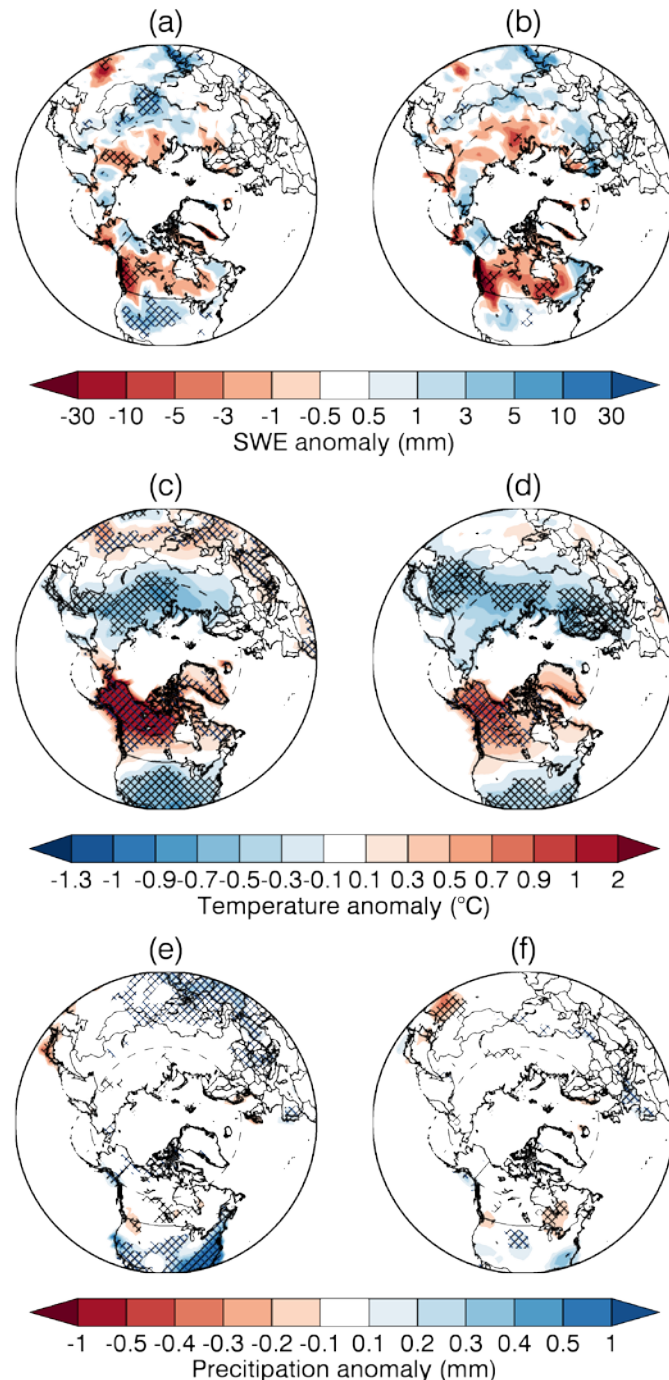 (a) (b)
-30 -10 -5 -3 -1 -0.5 0.5 1 3 5 10 30
SWE anomaly (mm)
(c) (d)
-1.3 -1 -0.9 -0.7 -0.5 -0.3 -0.1 0.1 0.3 0.5 0.7 0.9 1 2
Temperature anomaly (°C)
(e) (f)
-1 -0.5 -0.4 -0.3 -0.2 -0.1 0.1 0.2 0.3 0.4 0.5 1
Precitipation anomaly (mm)